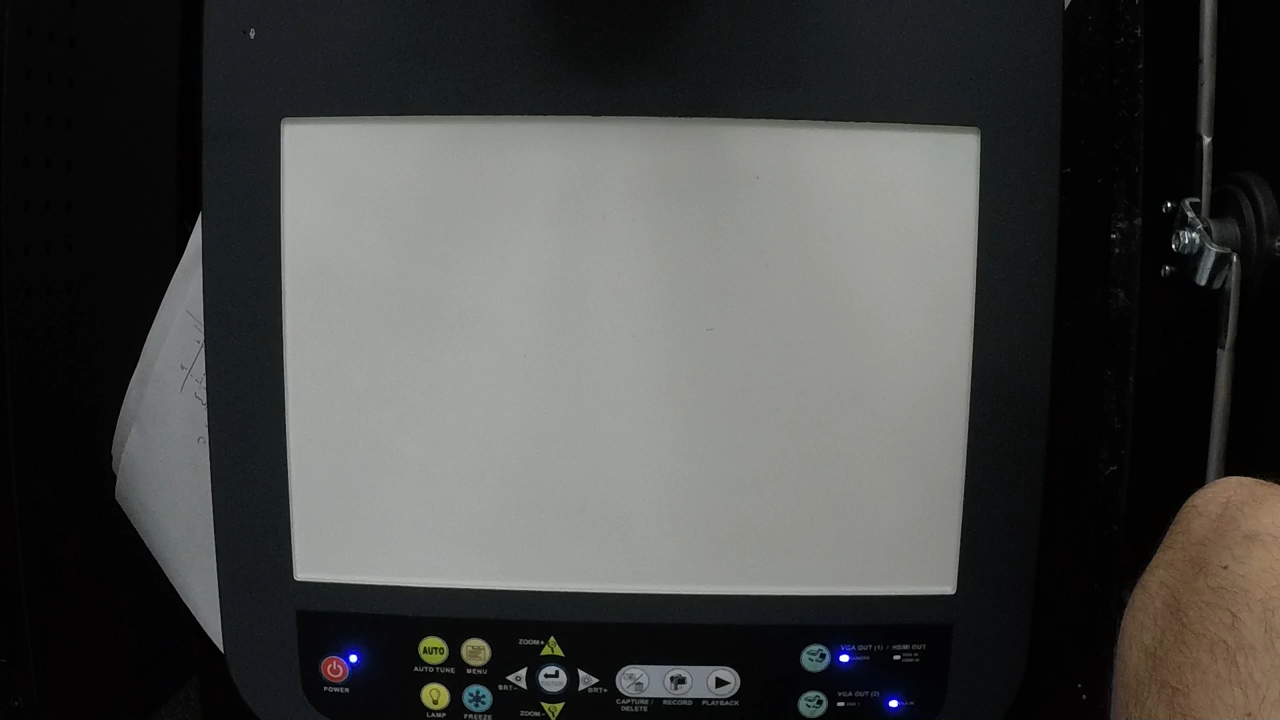 VGA OUT (1) / HDMI OUT
ZOOM+
AUTO
AUTO TUNE
MENU
POWER
BRT-
BRT+
CAPTURE / DELETE
RECORD
PLAYBACK
VGA OUT (2)
LAMP
FREEZE
ZOOM-